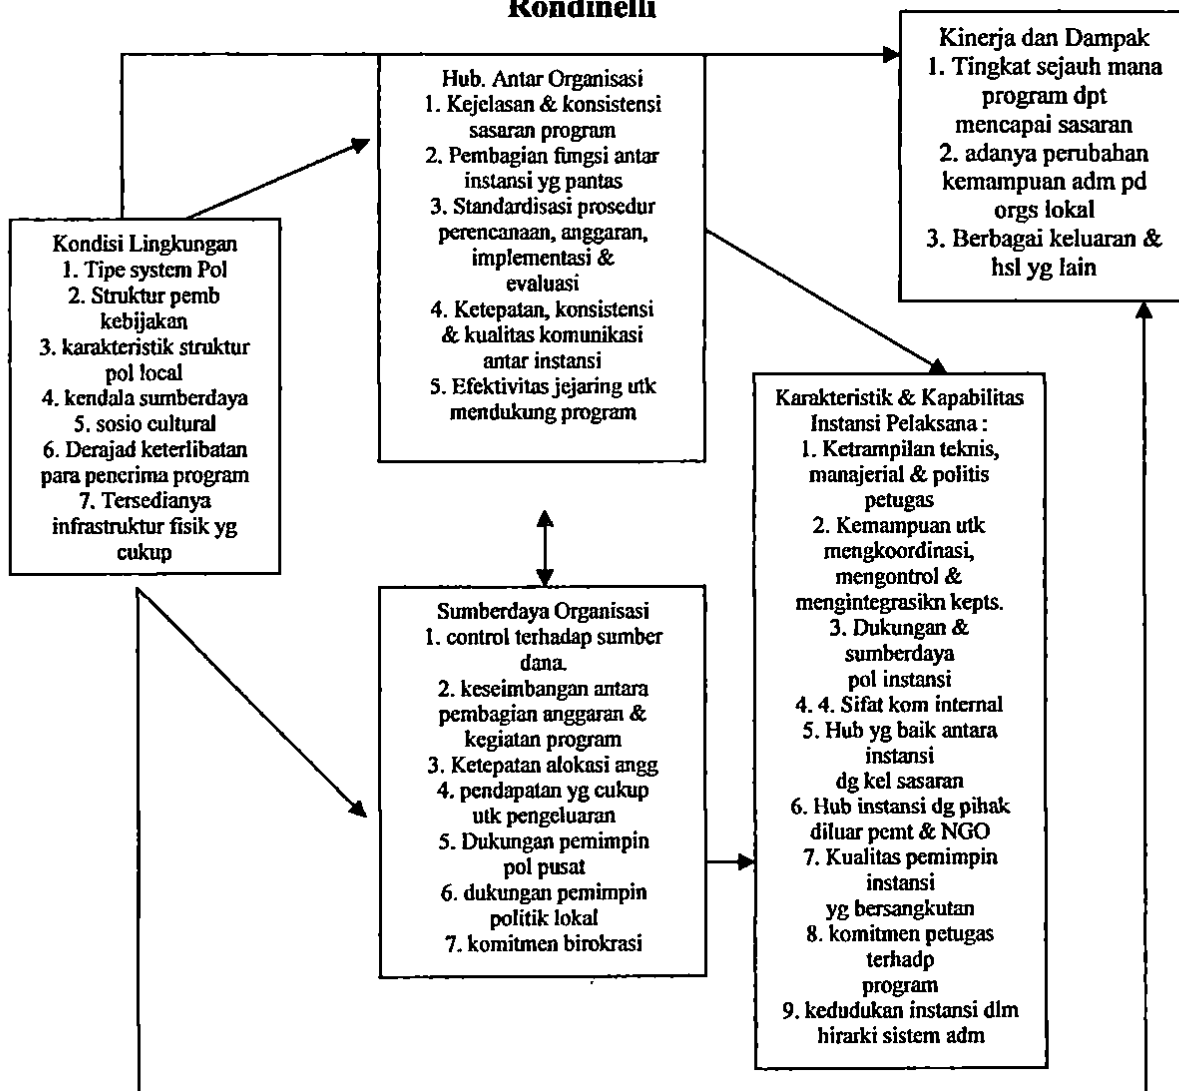 Rondinelli
Kinerja dan Dampak
1. Tingkat sejauh mana
program dpt
mencapai sasaran
2. adanya perubahan
kemampuan adm pd
orgs lokal
3. Berbagai keluaran &
hsl yg lain
Hub. Antar Organisasi
1. Kejelasan & konsistensi
sasaran program
2. Pembagian fungsi antar
instansi yg pantas
3. Standardisasi prosedur
perencanaan, anggaran,
implementasi &
evaluasi
4. Ketepatan, konsistensi
& kualitas komunikasi
antar instansi
5. Efektivitas jejaring utk
mendukung program
Kondisi Lingkungan
1. Tipe system Pol
2. Struktur pemb
kebijakan
3. karakteristik struktur
pol local
4. kendala sumberdaya
5. sosio cultural
6. Derajad keterlibatan
para penerima program
7. Tersedianya
infrastruktur fisik yg
cukup
Karakteristik & Kapabilitas
Instansi Pelaksana :
1. Ketrampilan teknis,
manajerial & politis
petugas
2. Kemampuan utk
mengkoordinasi,
mengontrol &
mengintegrasikn kepts.
3. Dukungan &
sumberdaya
pol instansi
4. 4. Sifat kom internal
5. Hub yg baik antara
instansi
dg kel sasaran
6. Hub instansi dg pihak
diluar pemt & NGO
7. Kualitas pemimpin
instansi
yg bersangkutan
8. komitmen petugas
terhadp
program
9. kedudukan instansi dlm
hirarki sistem adm
Sumberdaya Organisasi
1. control terhadap sumber
dana.
2. keseimbangan antara
pembagian anggaran &
kegiatan program
3. Ketepatan alokasi angg
4. pendapatan yg cukup
utk pengeluaran
5. Dukungan pemimpin
pol pusat
6. dukungan pemimpin
politik lokal
7. komitmen birokrasi